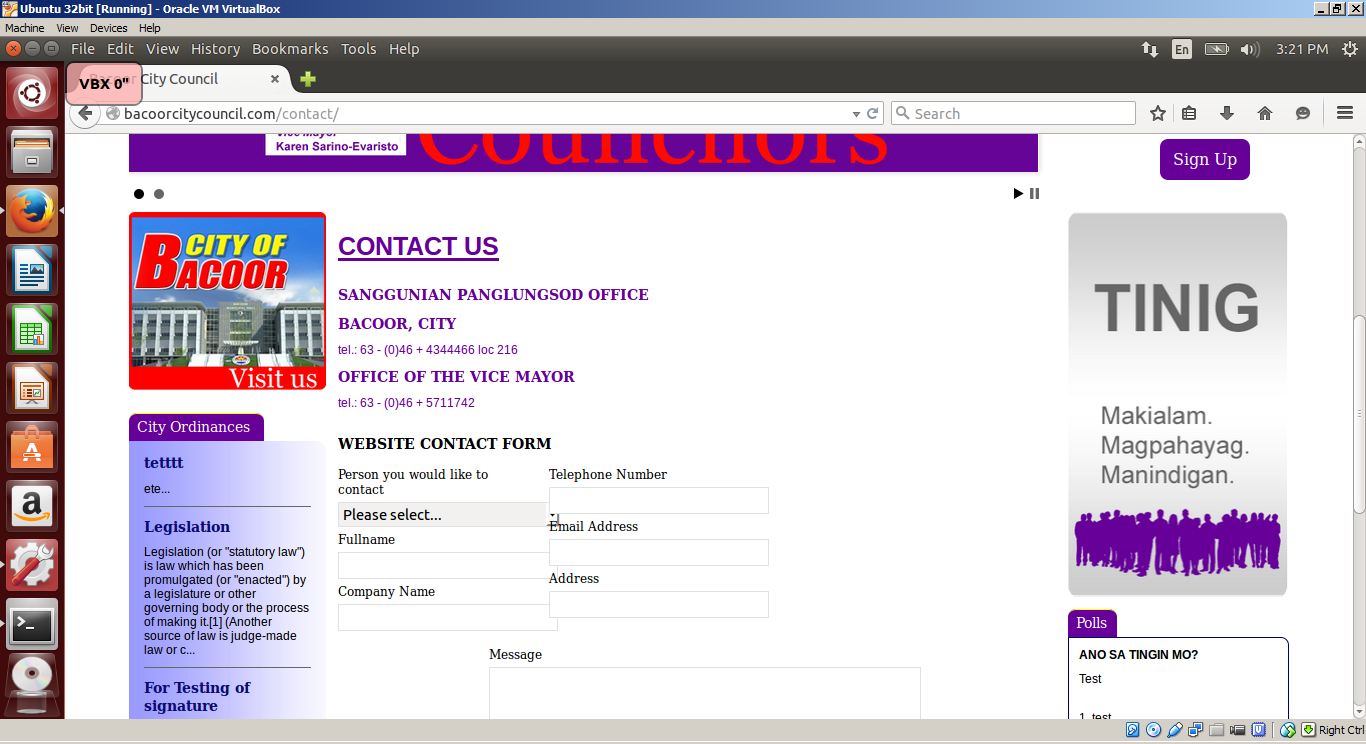 Ubuntu 32bit [Running] - Oracle VM VirtualBox
Machine View Devices Help
File Edit View History Bookmarks Tools Help
En
3:21 PM
VBX 0"
City Council
bacoorcitycouncil.com/contact/
Search
Vice Mayor
Karen Sarino-Evaristo
Councilors
Sign Up
CITY OF
BACOOR
Visit us
City Ordinances
tetttt
ete...
Legislation
Legislation (or "statutory law")
is law which has been
promulgated (or "enacted") by
a legislature or other
governing body or the process
of making it.[1] (Another
source of law is judge-made
law or c...
For Testing of
signature
CONTACT US
SANGGUNIAN PANGLUNGSOD OFFICE
BACOOR, CITY
tel.: 63 - (0)46 + 4344466 loc 216
OFFICE OF THE VICE MAYOR
tel.: 63 - (0)46 + 5711742
WEBSITE CONTACT FORM
Person you would like to
contact
Please select...
Fullname
Company Name
Telephone Number
Email Address
Address
Message
TINIG
Makialam.
Magpahayag.
Manindigan.
Polls
ANO SA TINGIN MO?
Test
1. test
Right Ctrl